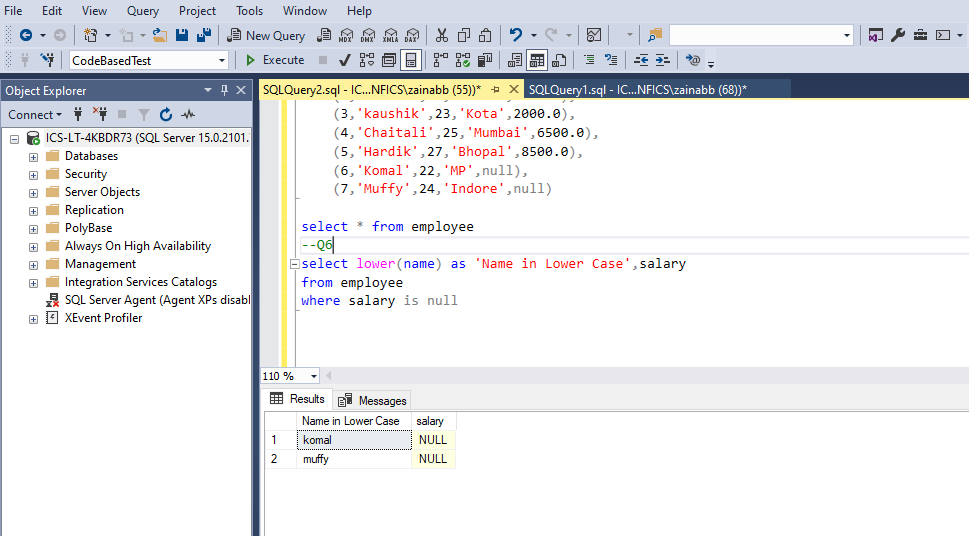 File Edit View Query Project Tools Window Help
New Query MDX DMX XMLA DAX
CodeBasedTest Execute
Object Explorer
Connect
ICS-LT-4KBDR73 (SQL Server 15.0.2101.
Databases
Security
Server Objects
Replication
PolyBase
Always On High Availability
Management
Integration Services Catalogs
SQL Server Agent (Agent XPs disabl
XEvent Profiler
SQLQuery2.sql - IC...NFICS\zainabb (55))* SQLQuery1.sql - IC...NFICS\zainabb (68))*
(3,'kaushik',23,'Kota',2000.0),
(4,'Chaitali',25,'Mumbai',6500.0),
(5,'Hardik',27,'Bhopal',8500.0),
(6,'Komal',22,'MP',null),
(7,'Muffy',24,'Indore',null)
select * from employee
--Q6
select lower(name) as 'Name in Lower Case',salary
from employee
where salary is null
110 %
Results Messages
Name in Lower Case salary
1 komal NULL
2 muffy NULL